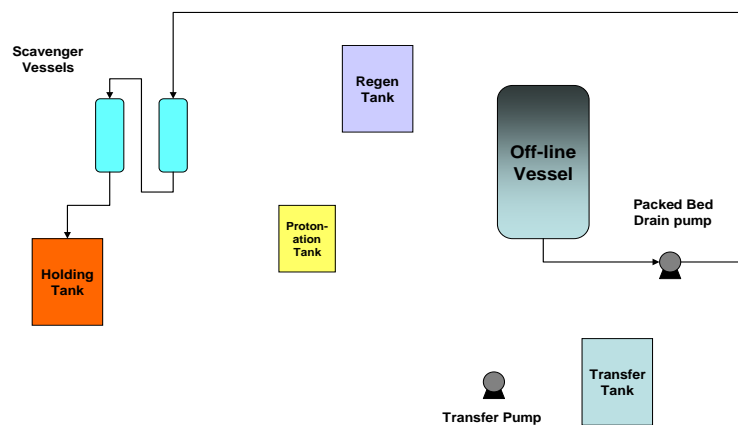 Scavenger
Vessels
Regen
Tank
Off-line
Vessel
Packed Bed
Drain pump
Proton-
ation
Tank
Holding
Tank
Transfer
Tank
Transfer Pump